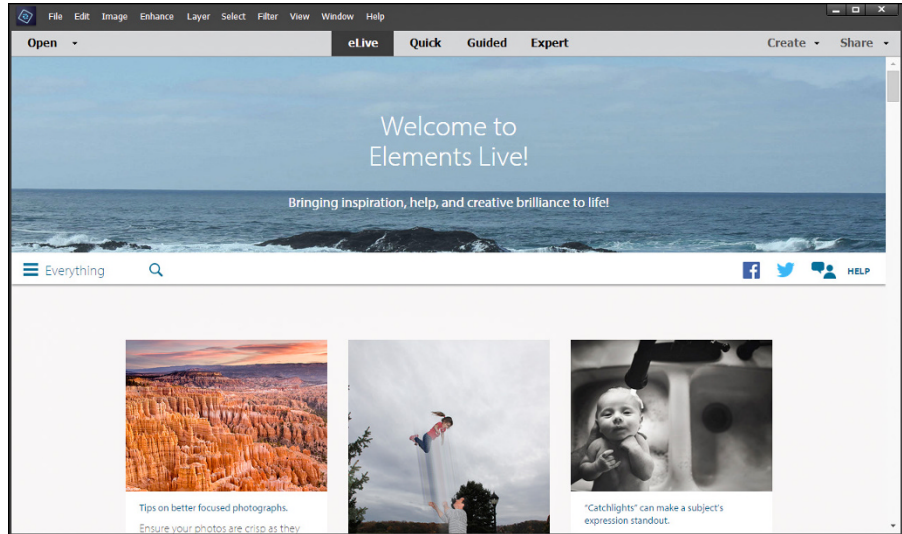 File Edit Image Enhance Layer Select Filter View Window Help
Open eLive Quick Guided Expert Create Share
Welcome to
Elements Live!
Bringing inspiration, help, and creative brilliance to life!
Everything HELP
Tips on better focused photographs.
Ensure your photos are crisp as they
"Catchlights" can make a subject's
expression standout.